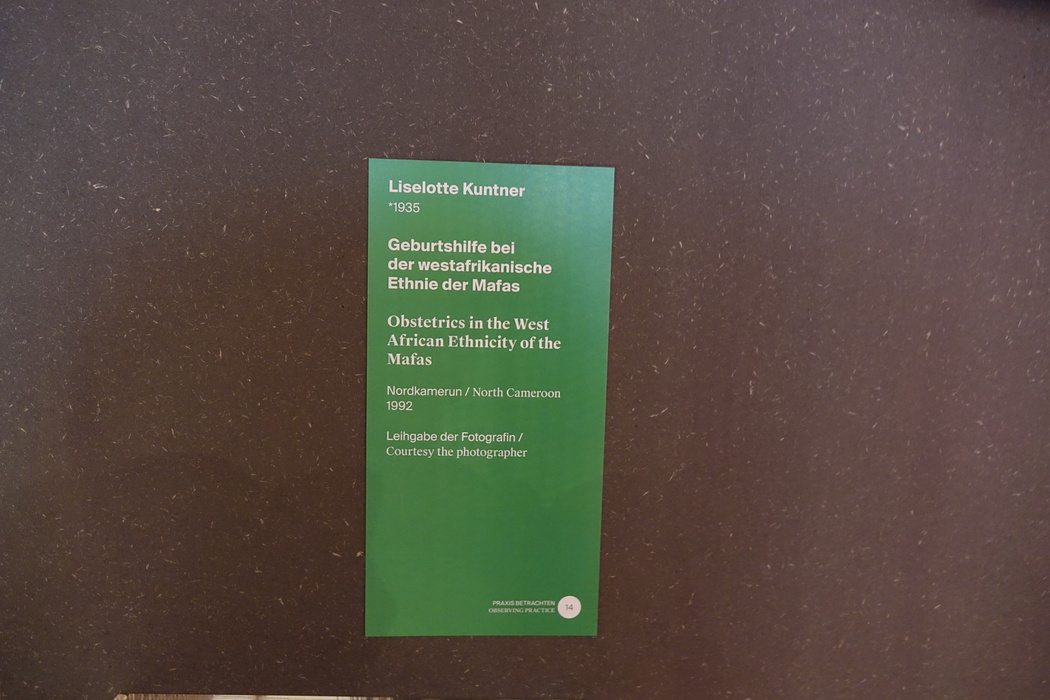 Liselotte Kuntner
*1935
Geburtshilfe bei
der westafrikanische
Ethnie der Mafas
Obstetrics in the West
African Ethnicity of the
Mafas
Nordkamerun / North Cameroon
1992
Leihgabe der Fotografin /
Courtesy the photographer
PRAXIS BETRACHTEN
OBSERVING PRACTICE
14